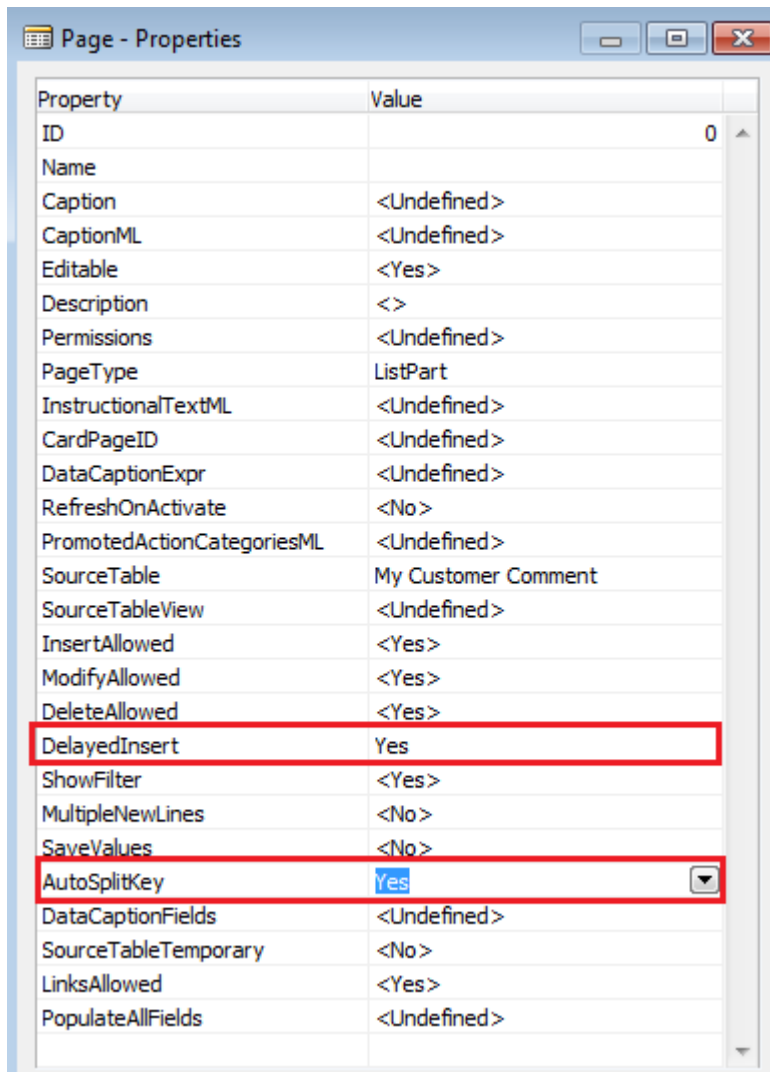 Page - Properties
Property Value
ID 0
Name
Caption <Undefined>
CaptionML <Undefined>
Editable <Yes>
Description <>
Permissions <Undefined>
PageType ListPart
InstructionalTextML <Undefined>
CardPageID <Undefined>
DataCaptionExpr <Undefined>
RefreshOnActivate <No>
PromotedActionCategoriesML <Undefined>
SourceTable My Customer Comment
SourceTableView <Undefined>
InsertAllowed <Yes>
ModifyAllowed <Yes>
DeleteAllowed <Yes>
DelayedInsert Yes
ShowFilter <Yes>
MultipleNewLines <No>
SaveValues <No>
AutoSplitKey Yes
DataCaptionFields <Undefined>
SourceTableTemporary <No>
LinksAllowed <Yes>
PopulateAllFields <Undefined>